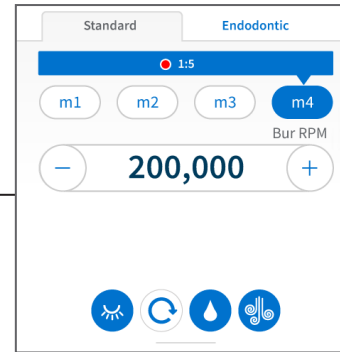 Standard Endodontic
1:5
m1 m2 m3 m4
Bur RPM
− 200,000 +